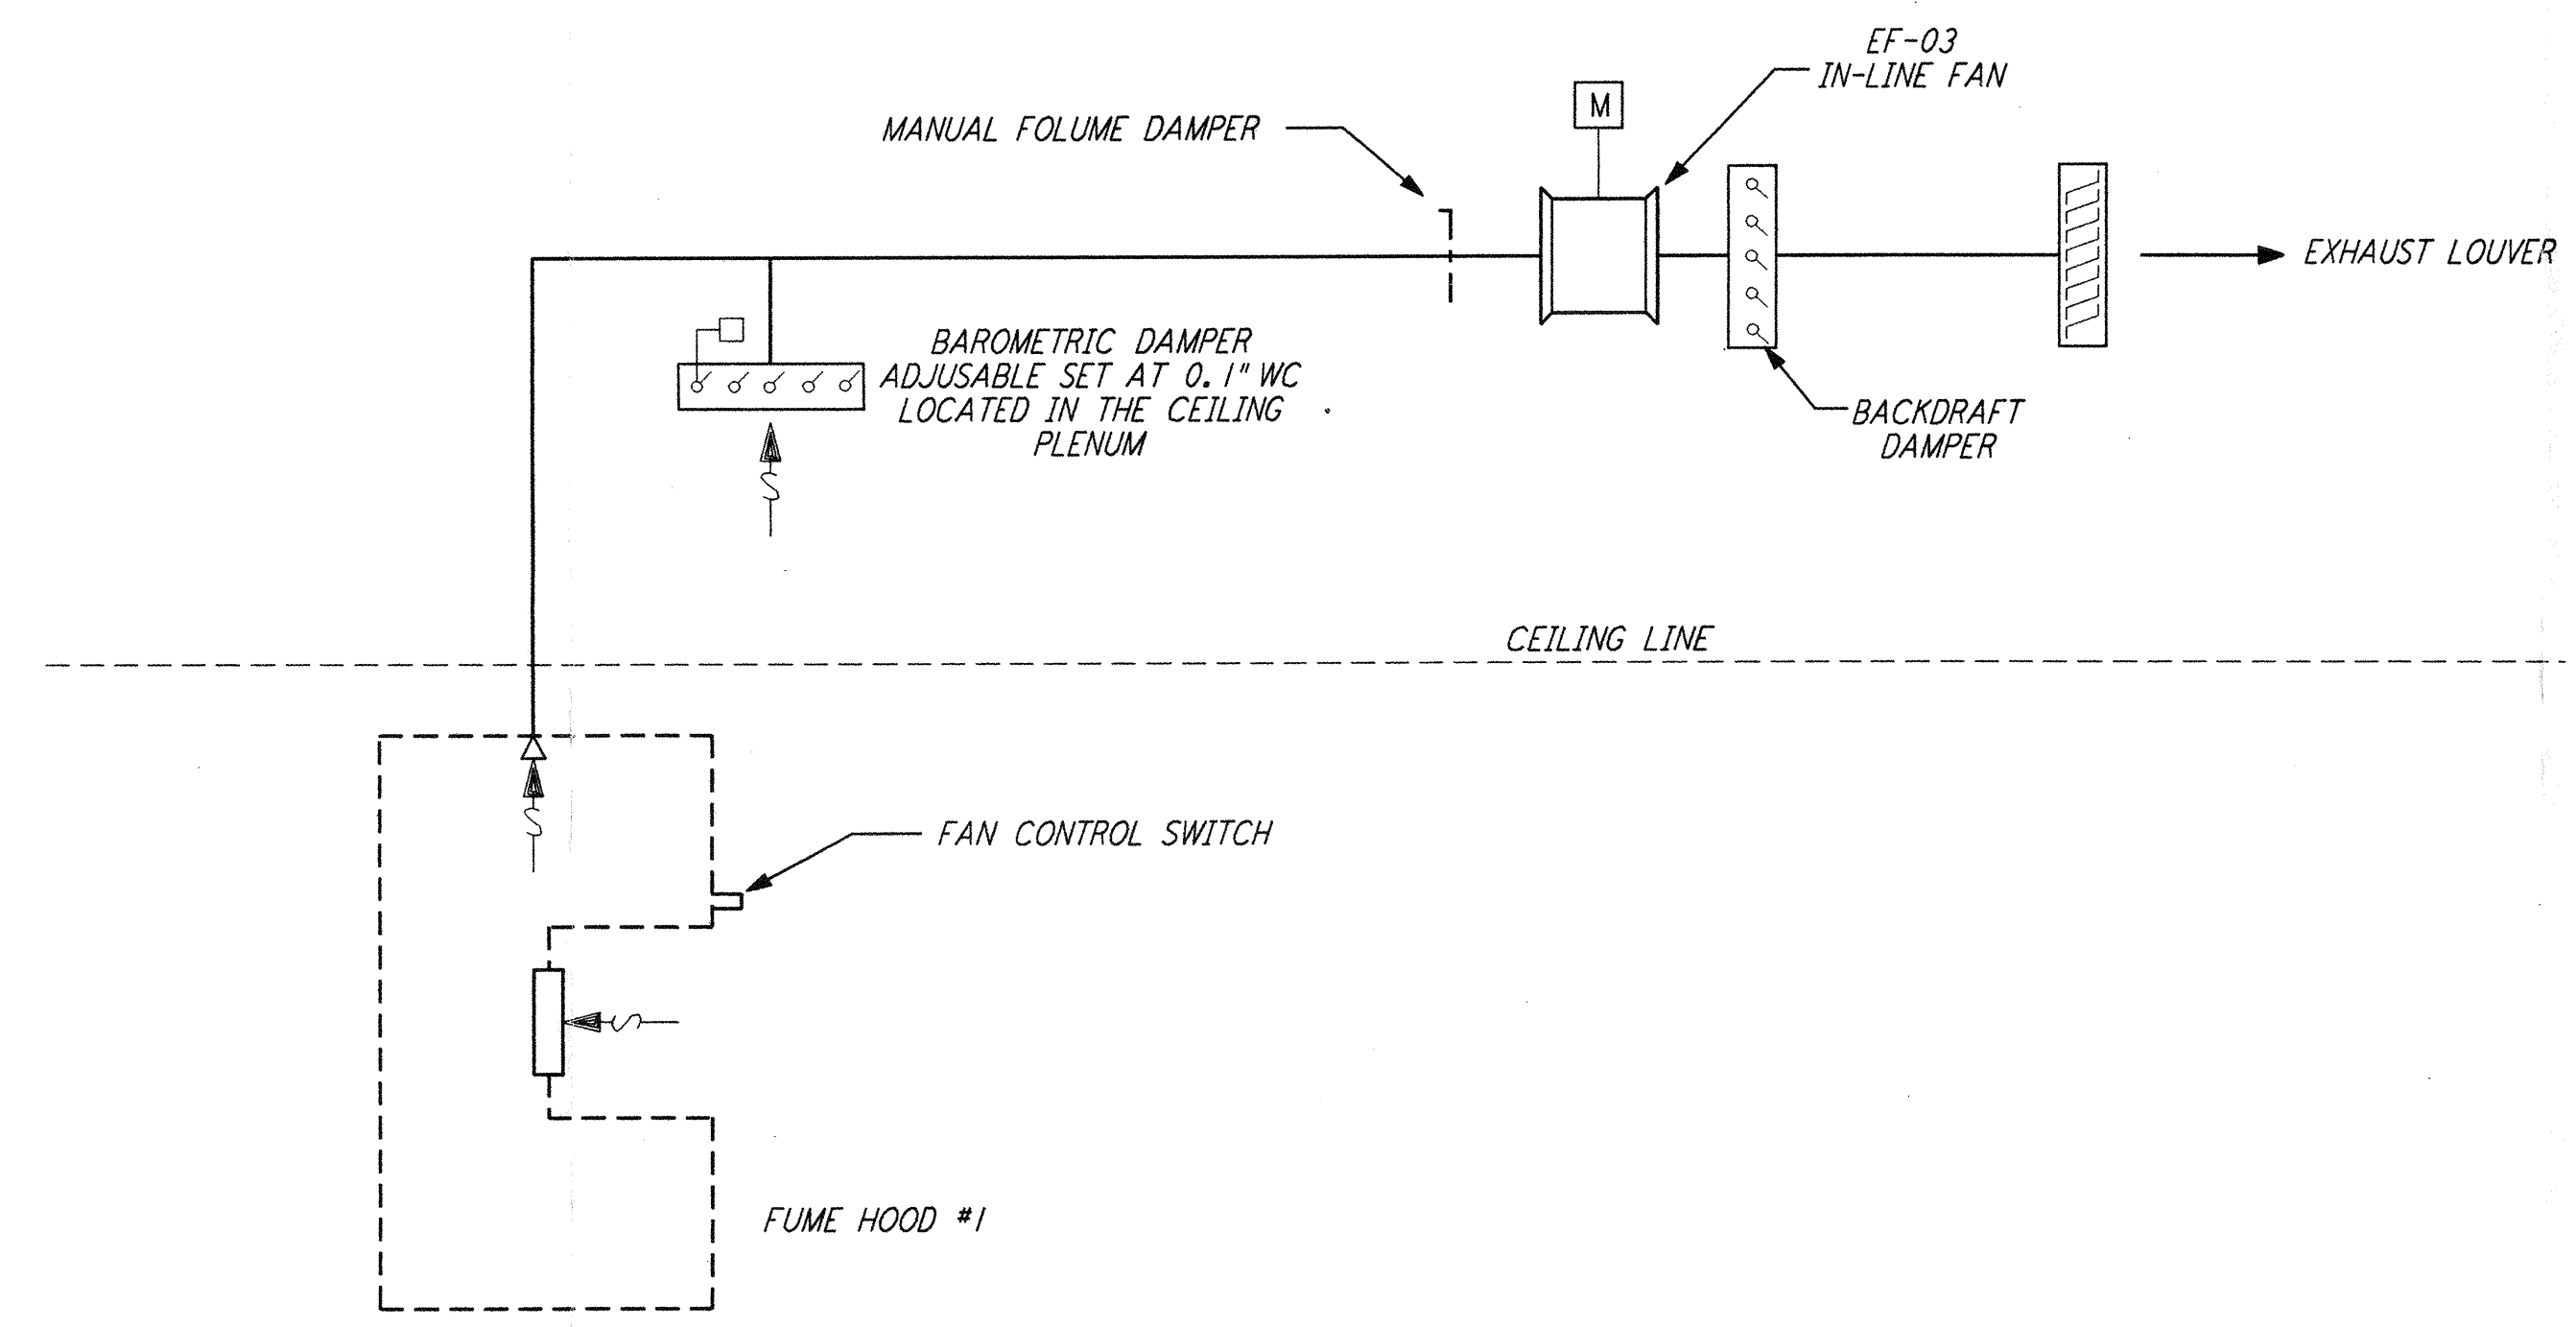 EF-03
IN-LINE FAN
M
MANUAL FOLUME DAMPER
EXHAUST LOUVER
BAROMETRIC DAMPER
ADJUSABLE SET AT 0.1" WC
LOCATED IN THE CEILING
PLENUM
BACKDRAFT
DAMPER
CEILING LINE
FAN CONTROL SWITCH
FUME HOOD #1